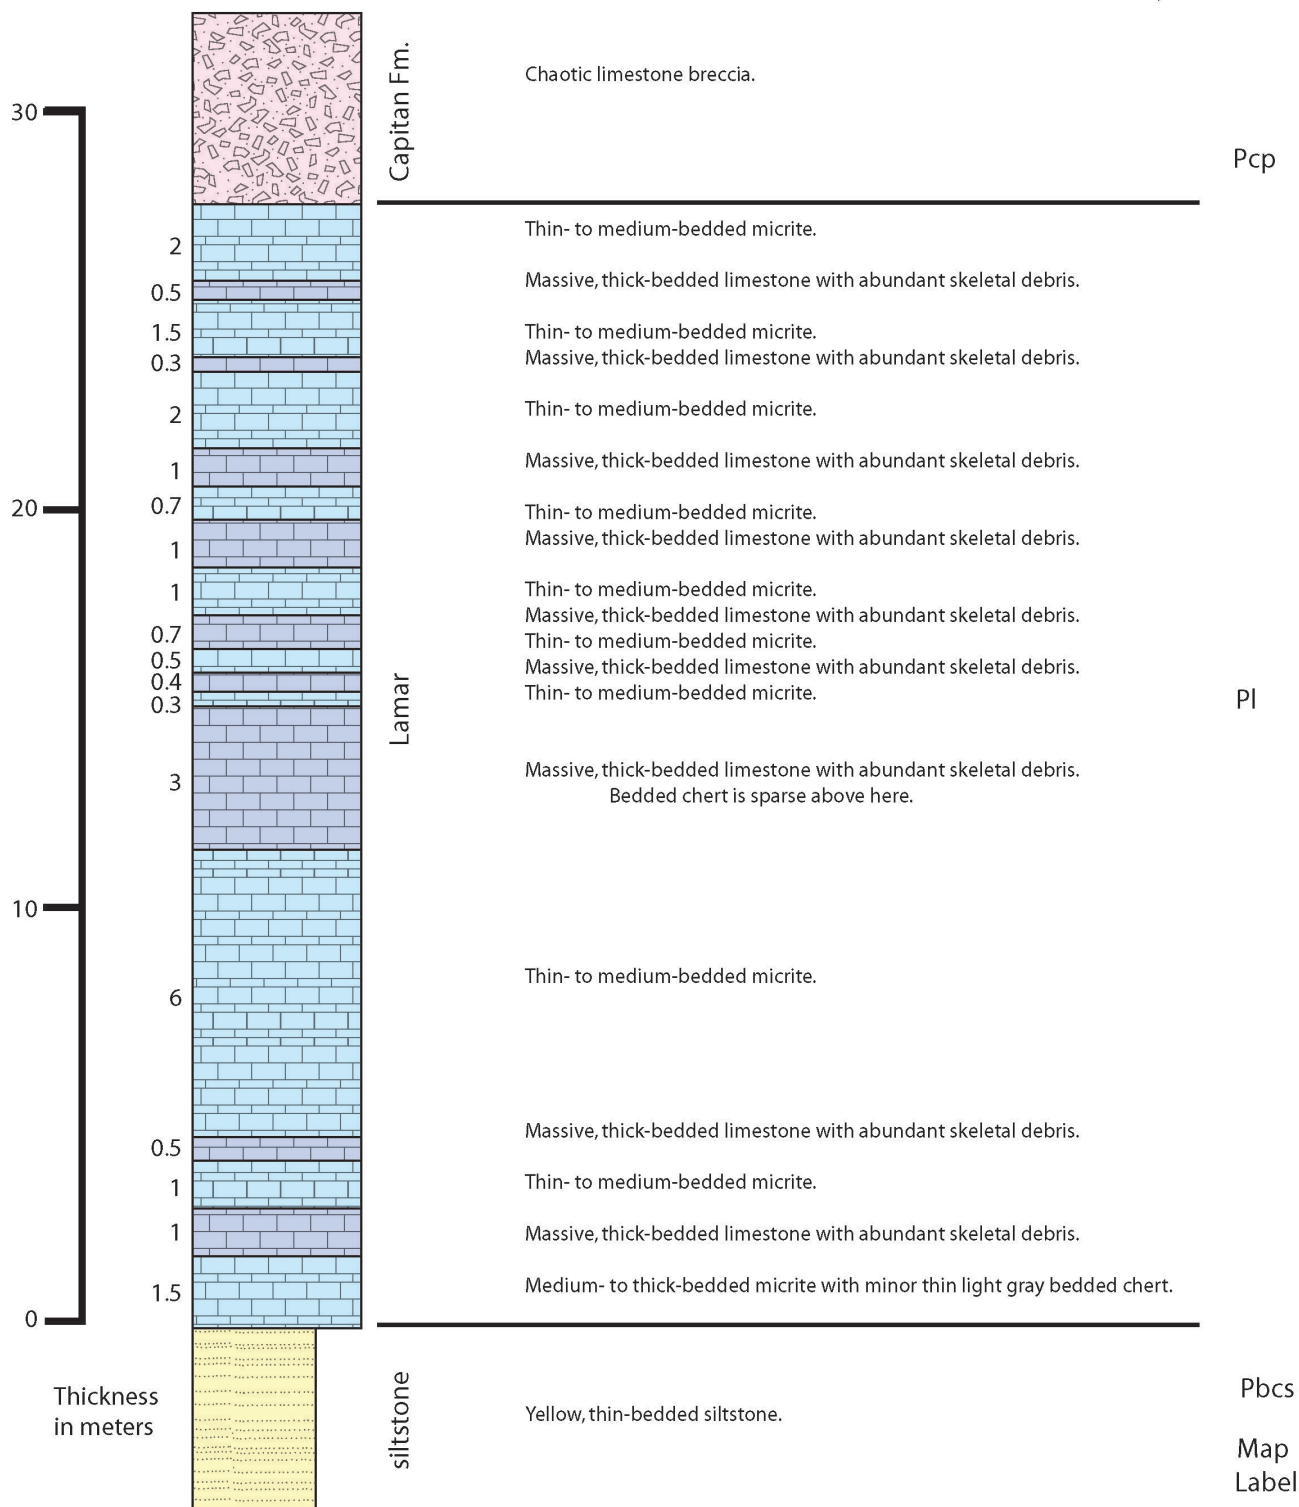 30
Capitan Fm.
Chaotic limestone breccia.
Pcp
2
Thin- to medium-bedded micrite.
0.5
Massive, thick-bedded limestone with abundant skeletal debris.
1.5
Thin- to medium-bedded micrite.
0.3
Massive, thick-bedded limestone with abundant skeletal debris.
2
Thin- to medium-bedded micrite.
1
Massive, thick-bedded limestone with abundant skeletal debris.
20
0.7
Thin- to medium-bedded micrite.
1
Massive, thick-bedded limestone with abundant skeletal debris.
1
Thin- to medium-bedded micrite.
0.7
Massive, thick-bedded limestone with abundant skeletal debris.
0.5
Thin- to medium-bedded micrite.
0.4
Massive, thick-bedded limestone with abundant skeletal debris.
0.3
Thin- to medium-bedded micrite.
Lamar
Pl
3
Massive, thick-bedded limestone with abundant skeletal debris.
Bedded chert is sparse above here.
10
6
Thin- to medium-bedded micrite.
0.5
Massive, thick-bedded limestone with abundant skeletal debris.
1
Thin- to medium-bedded micrite.
1
Massive, thick-bedded limestone with abundant skeletal debris.
1.5
Medium- to thick-bedded micrite with minor thin light gray bedded chert.
0
Thickness
in meters
siltstone
Yellow, thin-bedded siltstone.
Pbcs
Map
Label